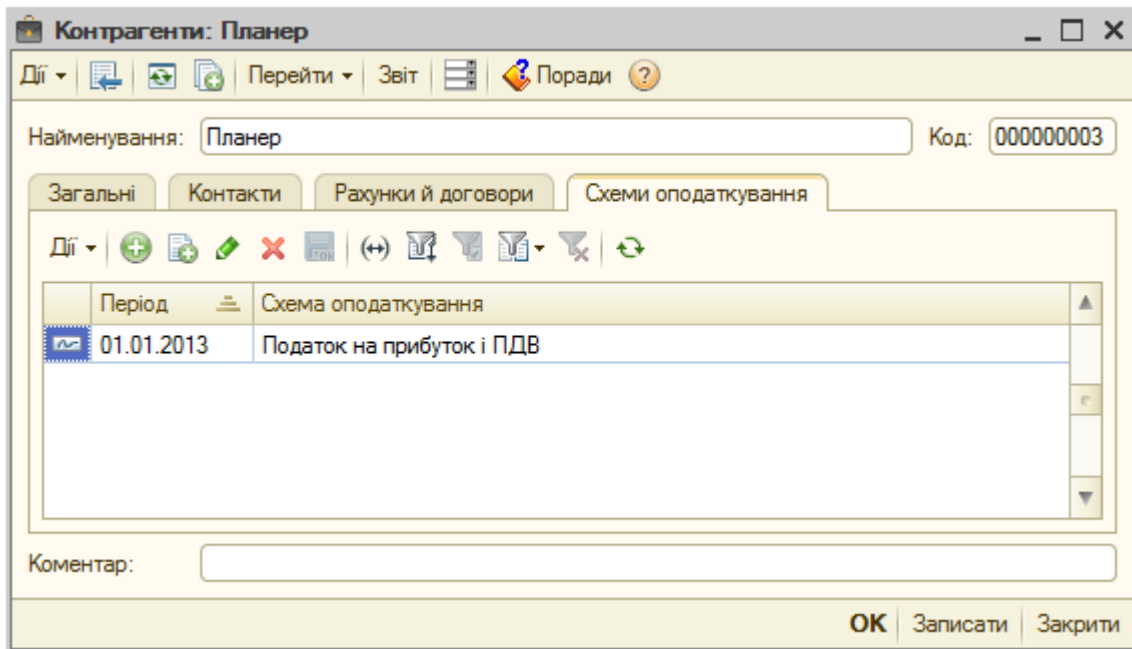 Контрагенти: Планер
Дії Перейти Звіт Поради
Найменування: Планер Код: 000000003
Загальні Контакти Рахунки й договори Схеми оподаткування
Дії
Період Схема оподаткування
01.01.2013 Податок на прибуток і ПДВ
Коментар:
OK Записати Закрити